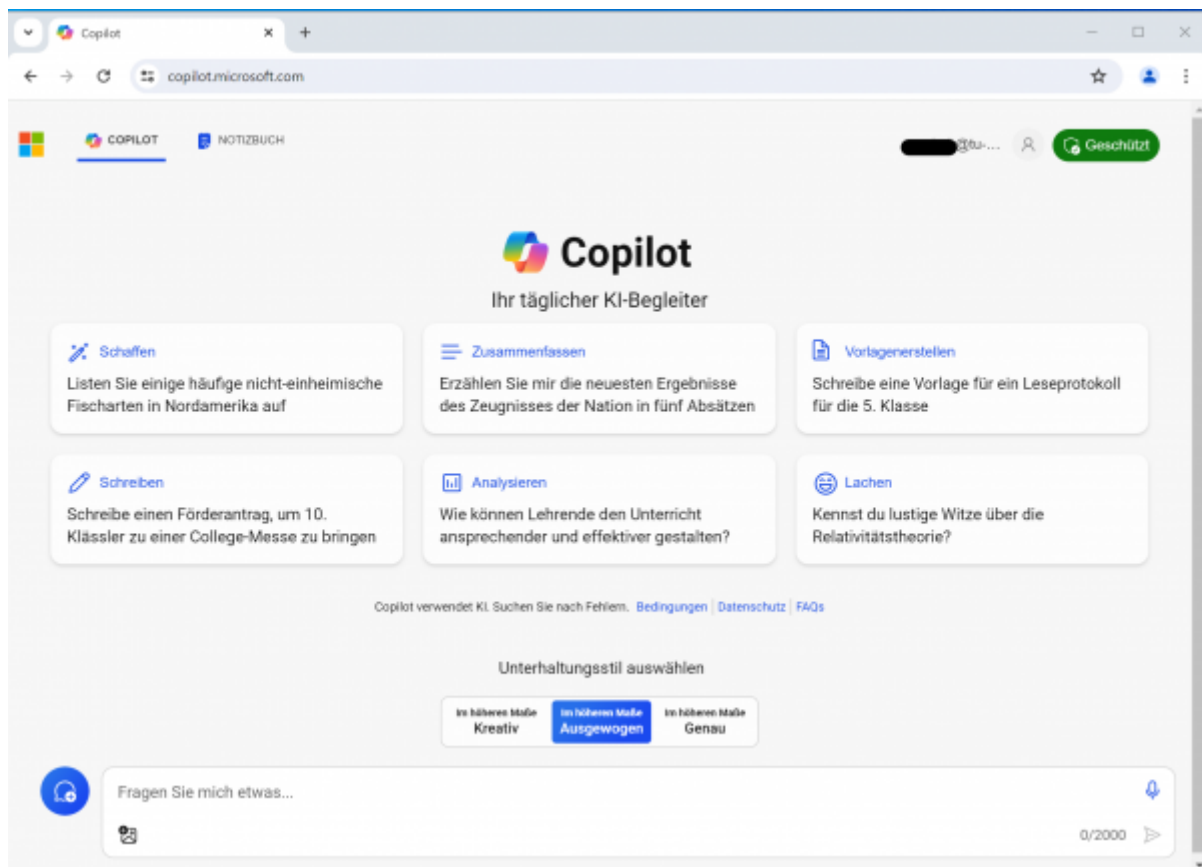 Copilot
copilot.microsoft.com
COPILOT
NOTIZBUCH
@tu-...
Geschützt
Copilot
Ihr täglicher KI-Begleiter
Schaffen
Listen Sie einige häufige nicht-einheimische
Fischarten in Nordamerika auf
Zusammenfassen
Erzählen Sie mir die neuesten Ergebnisse
des Zeugnisses der Nation in fünf Absätzen
Vorlagenerstellen
Schreibe eine Vorlage für ein Leseprotokoll
für die 5. Klasse
Schreiben
Schreibe einen Förderantrag, um 10.
Klässler zu einer College-Messe zu bringen
Analysieren
Wie können Lehrende den Unterricht
ansprechender und effektiver gestalten?
Lachen
Kennst du lustige Witze über die
Relativitätstheorie?
Copilot verwendet KI. Suchen Sie nach Fehlern. Bedingungen | Datenschutz | FAQs
Unterhaltungsstil auswählen
Im höheren Maße
Kreativ
Im höheren Maße
Ausgewogen
Im höheren Maße
Genau
Fragen Sie mich etwas...
0/2000